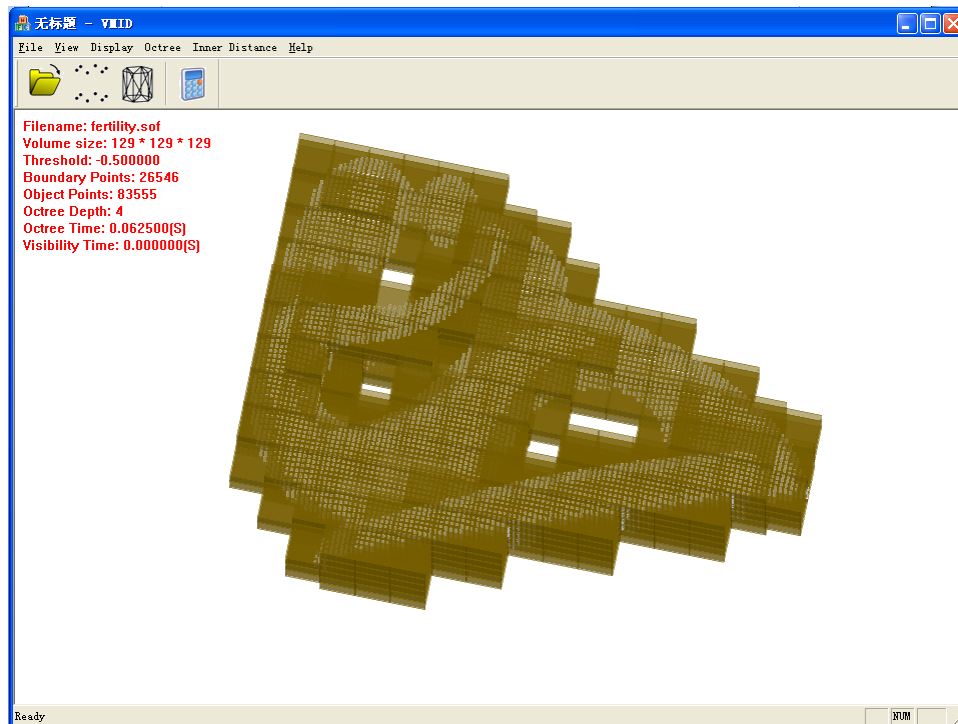 无标题 - VMID
File View Display Octree Inner Distance Help
Filename: fertility.sof
Volume size: 129 * 129 * 129
Threshold: -0.500000
Boundary Points: 26546
Object Points: 83555
Octree Depth: 4
Octree Time: 0.062500(S)
Visibility Time: 0.000000(S)
Ready
NUM